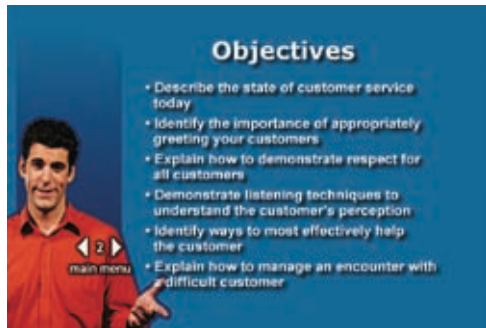 Objectives
• Describe the state of customer service
today
• Identify the importance of appropriately
greeting your customers
• Explain how to demonstrate respect for
all customers
• Demonstrate listening techniques to
understand the customer's perception
• Identify ways to most effectively help
the customer
• Explain how to manage an encounter with
a difficult customer
2
main menu